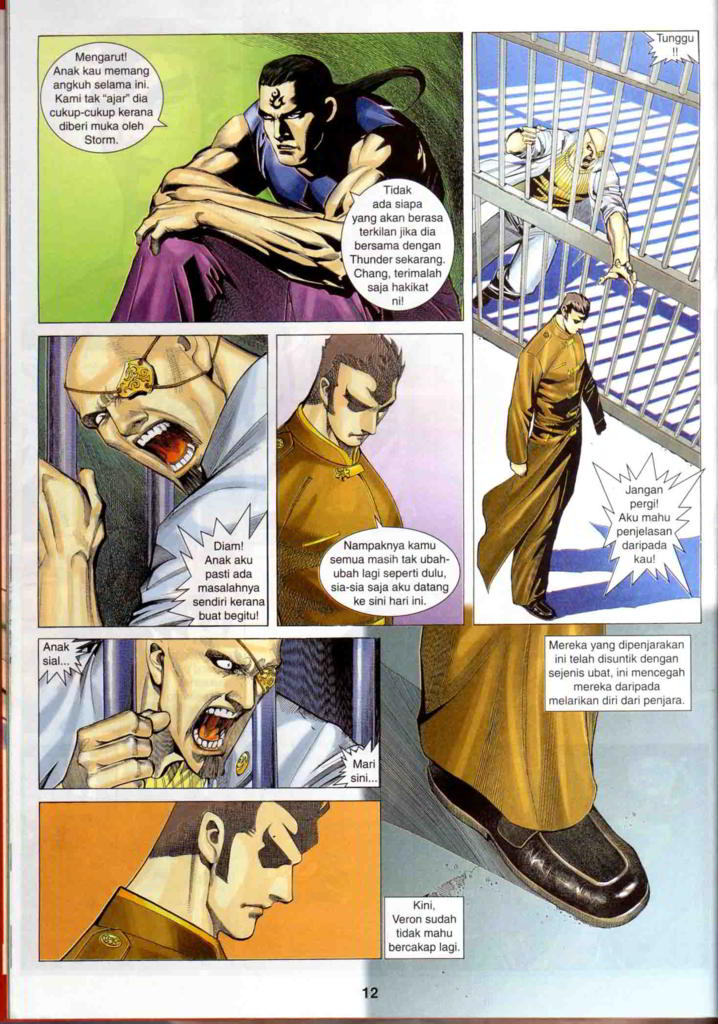 Mengarut!
Anak kau memang
angkuh selama ini.
Kami tak "ajar" dia
cukup-cukup kerana
diberi muka oleh
Storm.
Tidak
ada siapa
yang akan berasa
terkilan jika dia
bersama dengan
Thunder sekarang.
Chang, terimalah
saja hakikat
ni!
Tunggu
!!
Diam!
Anak aku
pasti ada
masalahnya
sendiri kerana
buat begitu!
Nampaknya kamu
semua masih tak ubah-
ubah lagi seperti dulu,
sia-sia saja aku datang
ke sini hari ini.
Jangan
pergi!
Aku mahu
penjelasan
daripada
kau!
Anak
sial...
Mari
sini...
Mereka yang dipenjarakan
ini telah disuntik dengan
sejenis ubat, ini mencegah
mereka daripada
melarikan diri dari penjara.
Kini,
Veron sudah
tidak mahu
bercakap lagi.
12